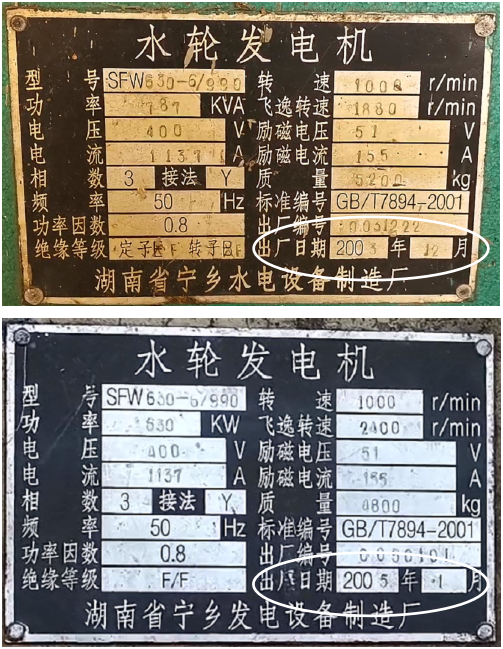 水轮发电机
型号 SFW630-6/990 转速 1000 r/min
功率 787 KVA 飞逸转速 1880 r/min
电压 400 V 励磁电压 51 V
电流 1137 A 励磁电流 155 A
相数 3 接法 Y 质量 5200 kg
频率 50 Hz 标准编号 GB/T7894-2001
功率因数 0.8 出厂编号 0051222
绝缘等级 定子 F 转子 F 出厂日期 2005 年 12 月
湖南省宁乡水电设备制造厂
水轮发电机
型号 SFW630-6/990 转速 1000 r/min
功率 630 KW 飞逸转速 2400 r/min
电压 400 V 励磁电压 51 V
电流 1137 A 励磁电流 155 A
相数 3 接法 Y 质量 4800 kg
频率 50 Hz 标准编号 GB/T7894-2001
功率因数 0.8 出厂编号 0050101
绝缘等级 F/F 出厂日期 2005 年 1 月
湖南省宁乡发电设备制造厂